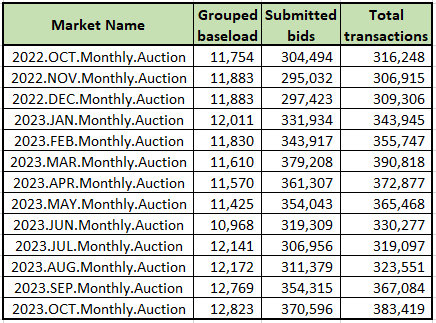 Market Name Grouped baseload Submitted bids Total transactions
2022.OCT.Monthly.Auction 11,754 304,494 316,248
2022.NOV.Monthly.Auction 11,883 295,032 306,915
2022.DEC.Monthly.Auction 11,883 297,423 309,306
2023.JAN.Monthly.Auction 12,011 331,934 343,945
2023.FEB.Monthly.Auction 11,830 343,917 355,747
2023.MAR.Monthly.Auction 11,610 379,208 390,818
2023.APR.Monthly.Auction 11,570 361,307 372,877
2023.MAY.Monthly.Auction 11,425 354,043 365,468
2023.JUN.Monthly.Auction 10,968 319,309 330,277
2023.JUL.Monthly.Auction 12,141 306,956 319,097
2023.AUG.Monthly.Auction 12,172 311,379 323,551
2023.SEP.Monthly.Auction 12,769 354,315 367,084
2023.OCT.Monthly.Auction 12,823 370,596 383,419